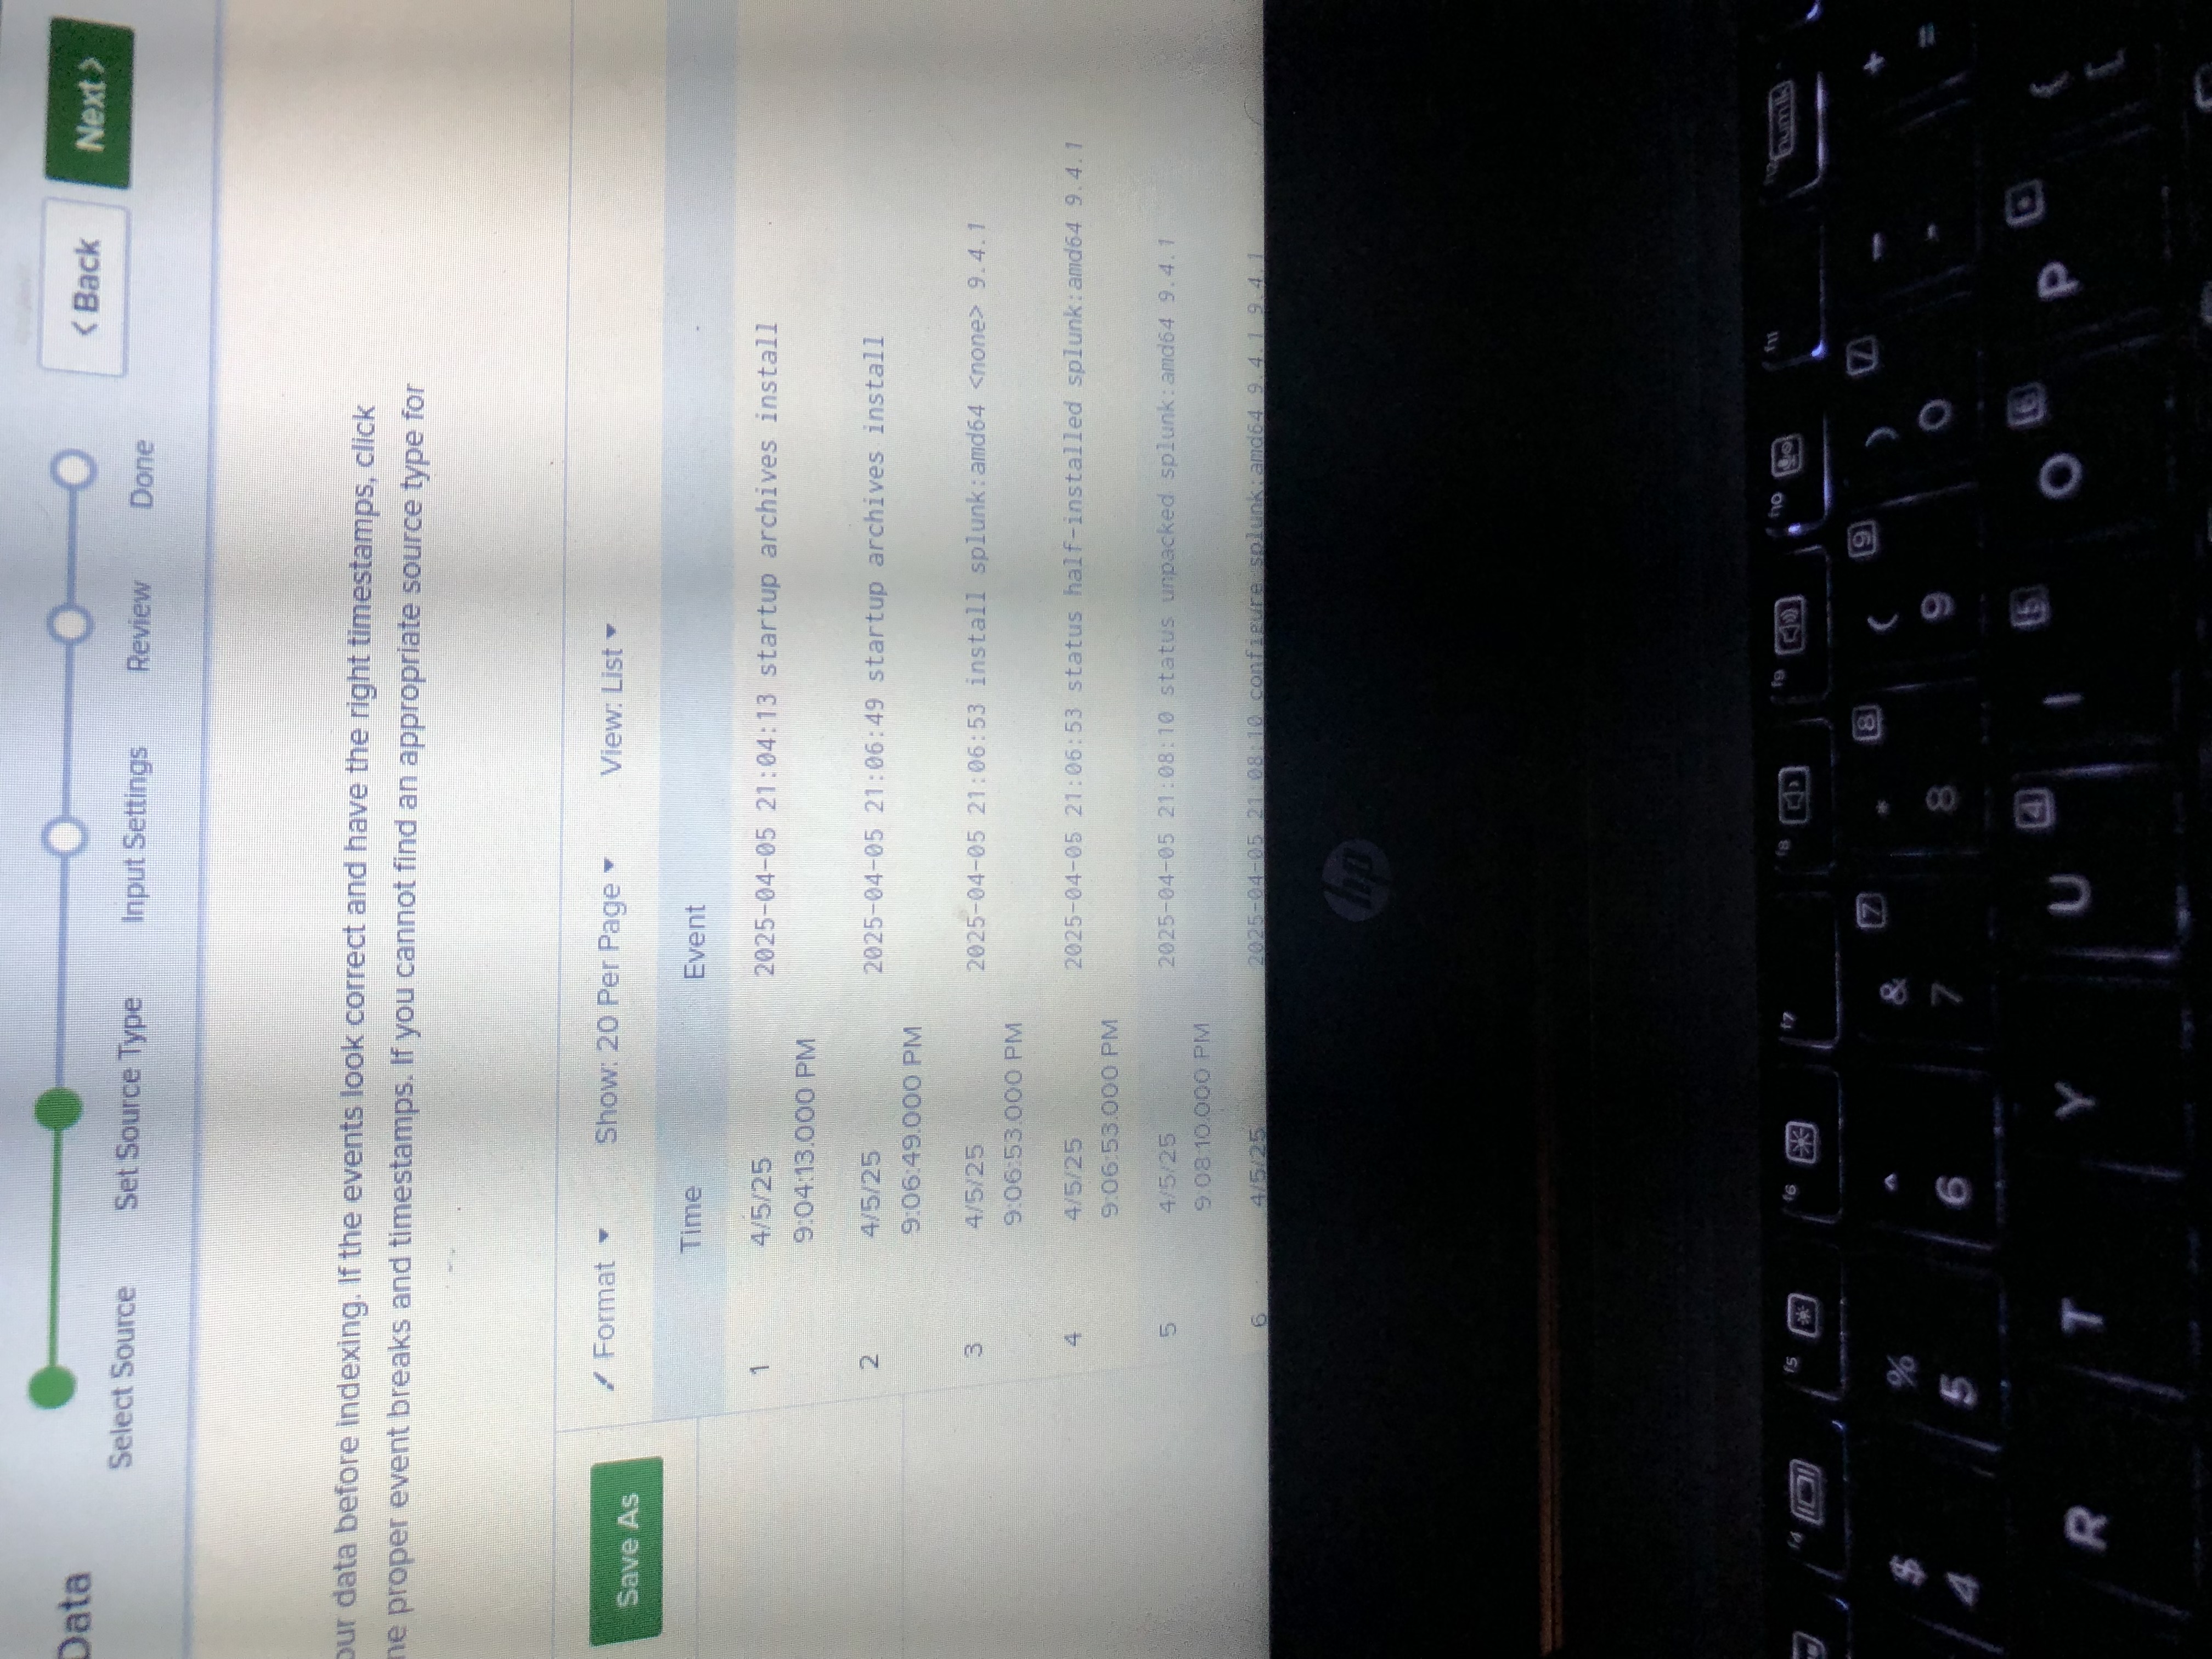 Data
Select Source
Set Source Type
Input Settings
Review
Done
< Back
Next >
our data before indexing. If the events look correct and have the right timestamps, click
proper event breaks and timestamps. If you cannot find an appropriate source type for
Save As
Format
Show: 20 Per Page
View: List
Time Event
1 4/5/25 2025-04-05 21:04:13 startup archives install
9:04:13.000 PM
2 4/5/25 2025-04-05 21:06:49 startup archives install
9:06:49.000 PM
3 4/5/25 2025-04-05 21:06:53 install splunk:amd64 <none> 9.4.1
9:06:53.000 PM
4 4/5/25 2025-04-05 21:06:53 status half-installed splunk:amd64 9.4.1
9:06:53.000 PM
5 4/5/25 2025-04-05 21:08:10 status unpacked splunk:amd64 9.4.1
9:08:10.000 PM
6 4/5/25 2025-04-05 21:08:10 configure splunk:amd64 9.4.1 9.4.1
hp
f4 f5 f6 f7 f8 f9 f10 f11 f12 num lk
$ % ^ & 7 * 8 ( 9 ) / _ +
4 5 6 7 8 9 0 - =
R T Y U 4 I 5 O 6 P * { [